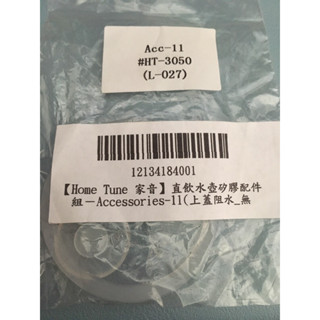 Acc-11
#HT-3050
(L-027)
12134184001
【Home Tune 家音】直飲水壺矽膠配件
組－Accessories-11(上蓋阻水_無